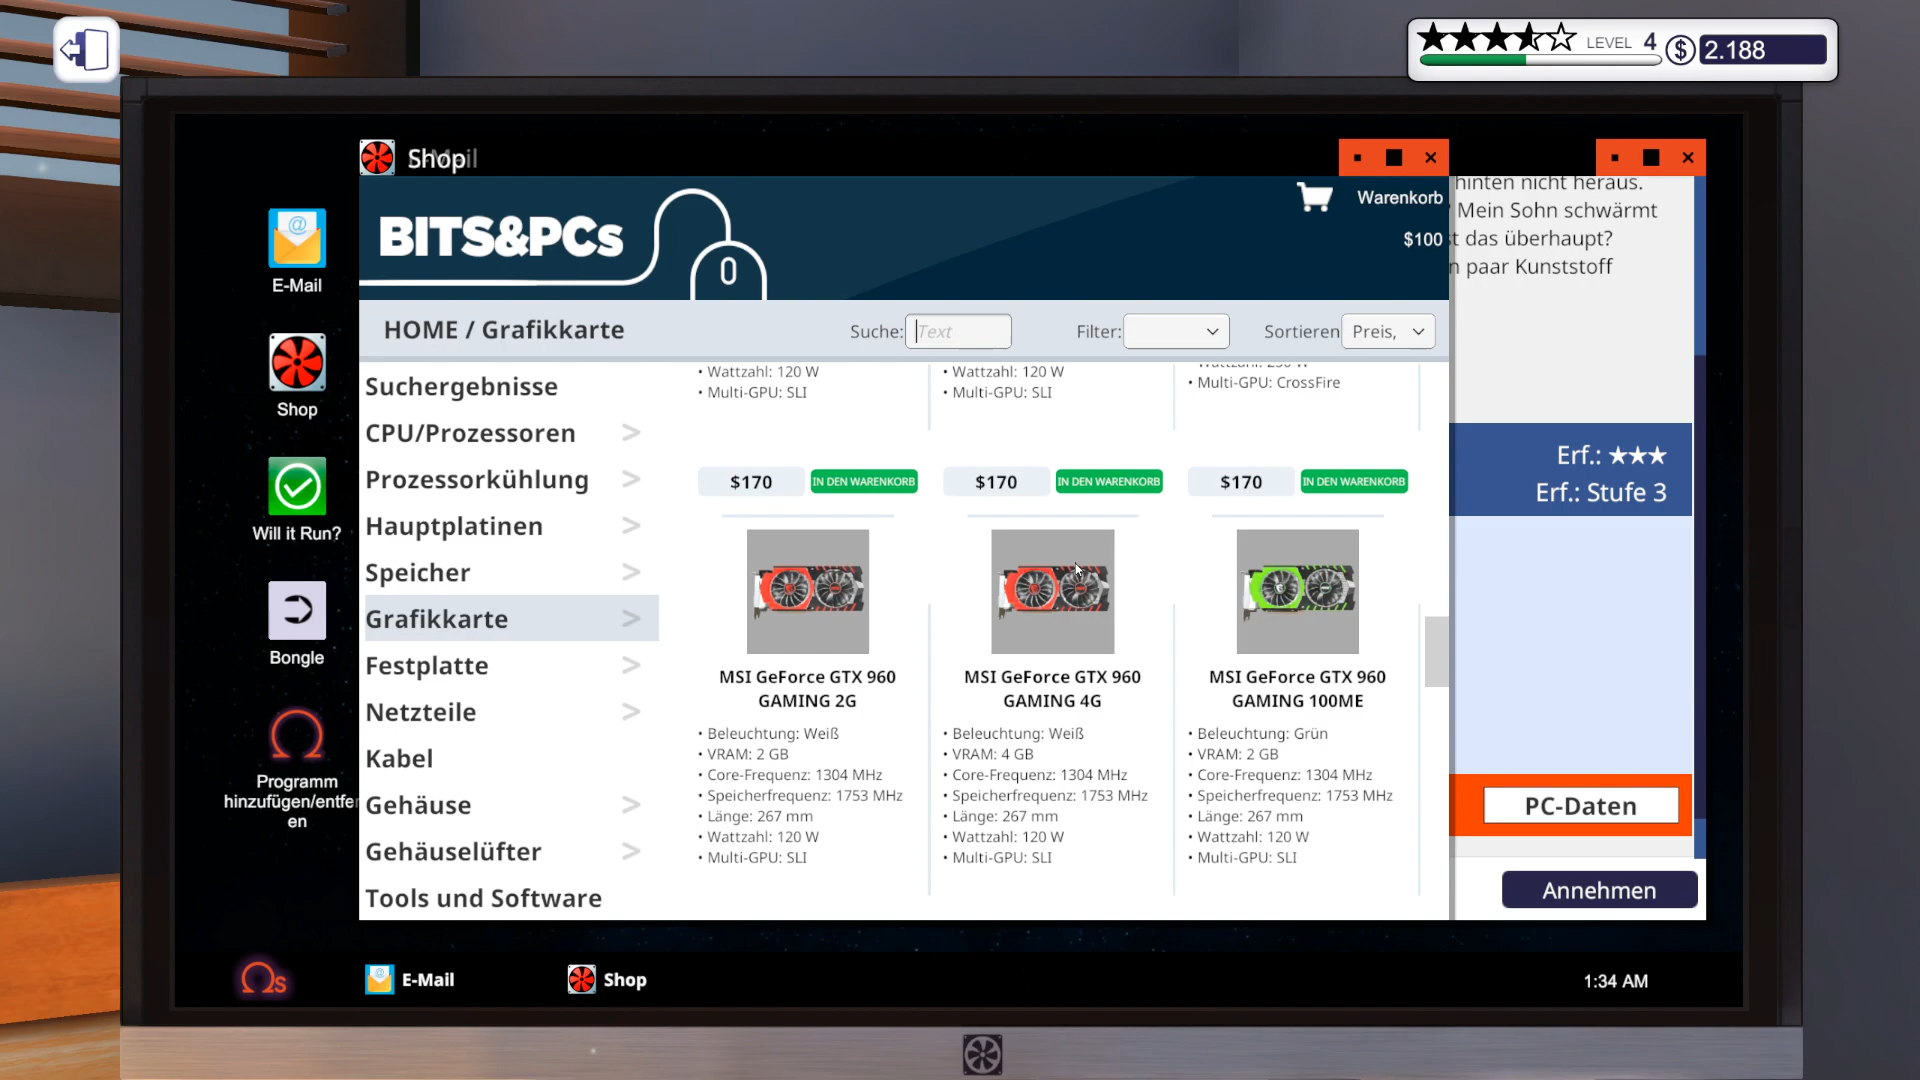 LEVEL 4
$ 2.188
Shop
Warenkorb
$100
BITS&PCs
hinten nicht heraus.
Mein Sohn schwärmt
t das überhaupt?
n paar Kunststoff
E-Mail
Shop
Will it Run?
Bongle
Programm
hinzufügen/entfer
en
HOME / Grafikkarte
Suche:
Text
Filter:
Sortieren
Preis,
Suchergebnisse
CPU/Prozessoren >
Prozessorkühlung >
Hauptplatinen >
Speicher >
Grafikkarte >
Festplatte >
Netzteile >
Kabel
Gehäuse >
Gehäuselüfter >
Tools und Software
• Wattzahl: 120 W
• Multi-GPU: SLI
$170
IN DEN WARENKORB
• Wattzahl: 120 W
• Multi-GPU: SLI
$170
IN DEN WARENKORB
• Multi-GPU: CrossFire
$170
IN DEN WARENKORB
MSI GeForce GTX 960
GAMING 2G
• Beleuchtung: Weiß
• VRAM: 2 GB
• Core-Frequenz: 1304 MHz
• Speicherfrequenz: 1753 MHz
• Länge: 267 mm
• Wattzahl: 120 W
• Multi-GPU: SLI
MSI GeForce GTX 960
GAMING 4G
• Beleuchtung: Weiß
• VRAM: 4 GB
• Core-Frequenz: 1304 MHz
• Speicherfrequenz: 1753 MHz
• Länge: 267 mm
• Wattzahl: 120 W
• Multi-GPU: SLI
MSI GeForce GTX 960
GAMING 100ME
• Beleuchtung: Grün
• VRAM: 2 GB
• Core-Frequenz: 1304 MHz
• Speicherfrequenz: 1753 MHz
• Länge: 267 mm
• Wattzahl: 120 W
• Multi-GPU: SLI
Erf.: ★★★
Erf.: Stufe 3
PC-Daten
Annehmen
Ωs
E-Mail
Shop
1:34 AM